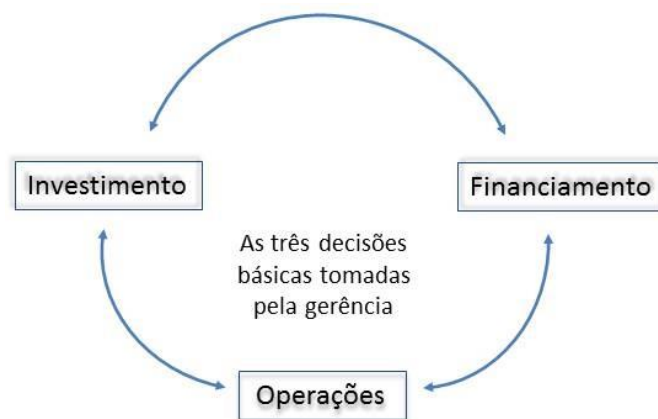 Investimento
Financiamento
As três decisões
básicas tomadas
pela gerência
Operações